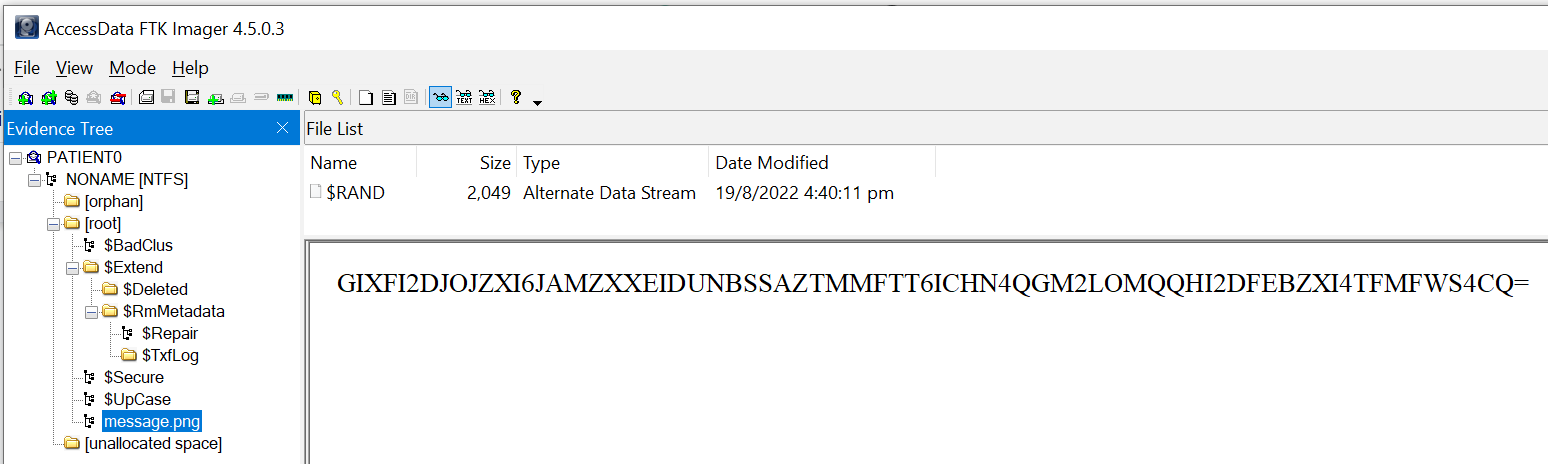 AccessData FTK Imager 4.5.0.3
File View Mode Help
TEXT HEX ?
Evidence Tree
File List
PATIENT0
NONAME [NTFS]
[orphan]
[root]
$BadClus
$Extend
$Deleted
$RmMetadata
$Repair
$TxfLog
$Secure
$UpCase
message.png
[unallocated space]
Name Size Type Date Modified
$RAND 2,049 Alternate Data Stream 19/8/2022 4:40:11 pm
GIXFI2DJOJZXI6JAMZXXEIDUNBSSAZTMMFTT6ICHN4QGM2LOMQQHI2DFEBZXI4TFMFWS4CQ=